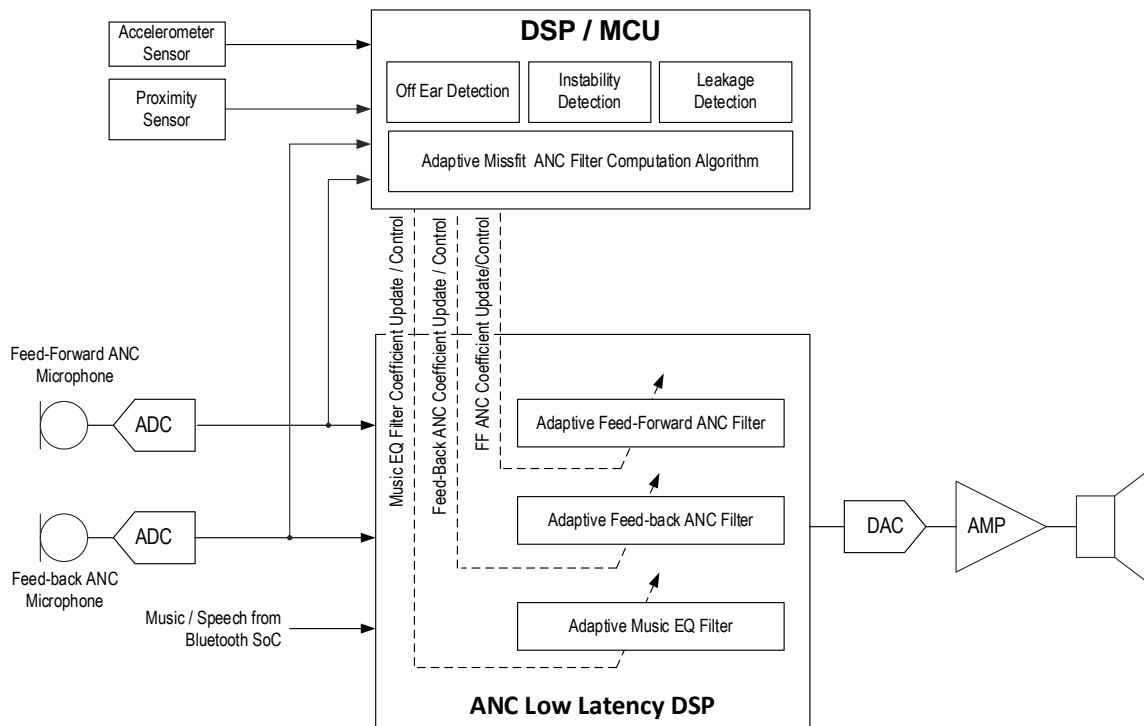 Accelerometer
Sensor
Proximity
Sensor
DSP / MCU
Off Ear Detection
Instability
Detection
Leakage
Detection
Adaptive Missfit ANC Filter Computation Algorithm
Music EQ Filter Coefficient Update / Control
Feed-Back ANC Coefficient Update / Control
FF ANC Coefficient Update/Control
Feed-Forward ANC
Microphone
ADC
Adaptive Feed-Forward ANC Filter
ADC
Feed-back ANC
Microphone
Adaptive Feed-back ANC Filter
DAC
AMP
Music / Speech from
Bluetooth SoC
Adaptive Music EQ Filter
ANC Low Latency DSP